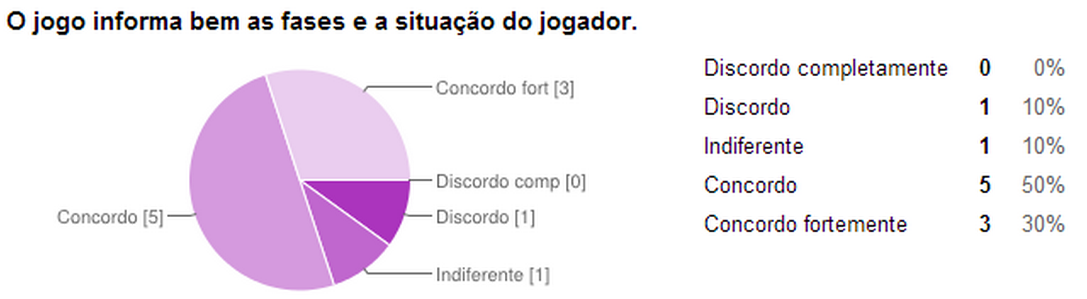 O jogo informa bem as fases e a situação do jogador.
Concordo fort [3]
Discordo comp [0]
Concordo [5]
Discordo [1]
Indiferente [1]
Discordo completamente 0 0%
Discordo 1 10%
Indiferente 1 10%
Concordo 5 50%
Concordo fortemente 3 30%